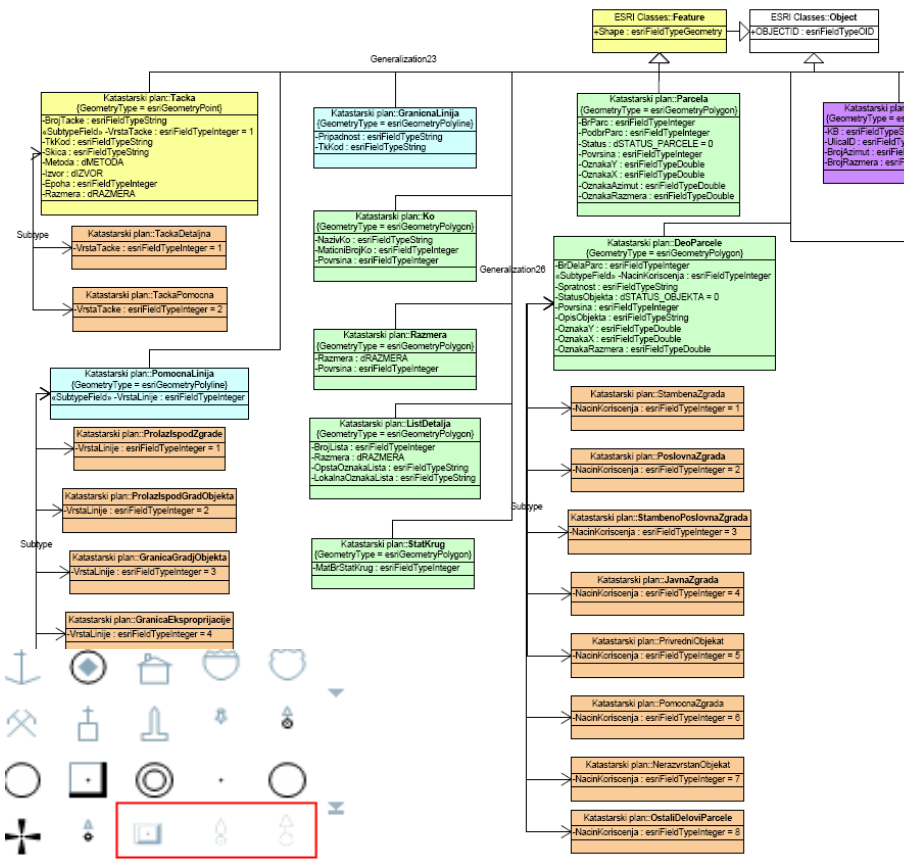 ESRI Classes::Feature
+Shape : esriFieldTypeGeometry
ESRI Classes::Object
+OBJECTID : esriFieldTypeOID
Generalization23
Katastarski plan::Tacka
{GeometryType = esriGeometryPoint}
-BrojTacke : esriFieldTypeString
«SubtypeField» -VrstaTacke : esriFieldTypeInteger = 1
-TkKod : esriFieldTypeString
-Skica : esriFieldTypeString
-Metoda : dMETODA
-Izvor : dIZVOR
-Epoha : esriFieldTypeInteger
-Razmera : dRAZMERA
Subtype
Katastarski plan::TackaDetaljna
-VrstaTacke : esriFieldTypeInteger = 1
Katastarski plan::TackaPomocna
-VrstaTacke : esriFieldTypeInteger = 2
Katastarski plan::PomocnaLinija
{GeometryType = esriGeometryPolyline}
«SubtypeField» -VrstaLinije : esriFieldTypeInteger
Katastarski plan::ProlazIspodZgrade
-VrstaLinije : esriFieldTypeInteger = 1
Katastarski plan::ProlazIspodGradObjekta
-VrstaLinije : esriFieldTypeInteger = 2
Subtype
Katastarski plan::GranicaGradjObjekta
-VrstaLinije : esriFieldTypeInteger = 3
Katastarski plan::GranicaEksproprijacije
-VrstaLinije : esriFieldTypeInteger = 4
Katastarski plan::GranicnaLinija
{GeometryType = esriGeometryPolyline}
-Pripadnost : esriFieldTypeString
-TkKod : esriFieldTypeString
Katastarski plan::Ko
{GeometryType = esriGeometryPolygon}
-NazivKo : esriFieldTypeString
-MaticniBrojKo : esriFieldTypeInteger
-Povrsina : esriFieldTypeInteger
Generalization26
Katastarski plan::Razmera
{GeometryType = esriGeometryPolygon}
-Razmera : dRAZMERA
-Povrsina : esriFieldTypeInteger
Katastarski plan::ListDetalja
{GeometryType = esriGeometryPolygon}
-BrojLista : esriFieldTypeInteger
-Razmera : dRAZMERA
-OpstaOznakaLista : esriFieldTypeString
-LokalnaOznakaLista : esriFieldTypeString
Katastarski plan::StatKrug
{GeometryType = esriGeometryPolygon}
-MatBrStatKrug : esriFieldTypeInteger
Katastarski plan::Parcela
{GeometryType = esriGeometryPolygon}
-BrParc : esriFieldTypeInteger
-PodbrParc : esriFieldTypeInteger
-Status : dSTATUS_PARCELE = 0
-Povrsina : esriFieldTypeInteger
-OznakaY : esriFieldTypeDouble
-OznakaX : esriFieldTypeDouble
-OznakaAzimut : esriFieldTypeDouble
-OznakaRazmera : esriFieldTypeDouble
Katastarski plan::DeoParcele
{GeometryType = esriGeometryPolygon}
-BrDelaParc : esriFieldTypeInteger
«SubtypeField» -NacinKoriscenja : esriFieldTypeInteger
-Spratnost : esriFieldTypeString
-StatusObjekta : dSTATUS_OBJEKTA = 0
-Povrsina : esriFieldTypeInteger
-OpisObjekta : esriFieldTypeString
-OznakaY : esriFieldTypeDouble
-OznakaX : esriFieldTypeDouble
-OznakaRazmera : esriFieldTypeDouble
Subtype
Katastarski plan::StambenaZgrada
-NacinKoriscenja : esriFieldTypeInteger = 1
Katastarski plan::PoslovnaZgrada
-NacinKoriscenja : esriFieldTypeInteger = 2
Katastarski plan::StambenoPoslovnaZgrada
-NacinKoriscenja : esriFieldTypeInteger = 3
Katastarski plan::JavnaZgrada
-NacinKoriscenja : esriFieldTypeInteger = 4
Katastarski plan::PrivredniObjekat
-NacinKoriscenja : esriFieldTypeInteger = 5
Katastarski plan::PomocnaZgrada
-NacinKoriscenja : esriFieldTypeInteger = 6
Katastarski plan::NerazvrstanObjekat
-NacinKoriscenja : esriFieldTypeInteger = 7
Katastarski plan::OstaliDeloviParcele
-NacinKoriscenja : esriFieldTypeInteger = 8
Katastarski plan
{GeometryType = es
-KB : esriFieldTypeS
-UlicaID : esriFieldTy
-BrojAzimut : esriFiel
-BrojRazmera : esriF